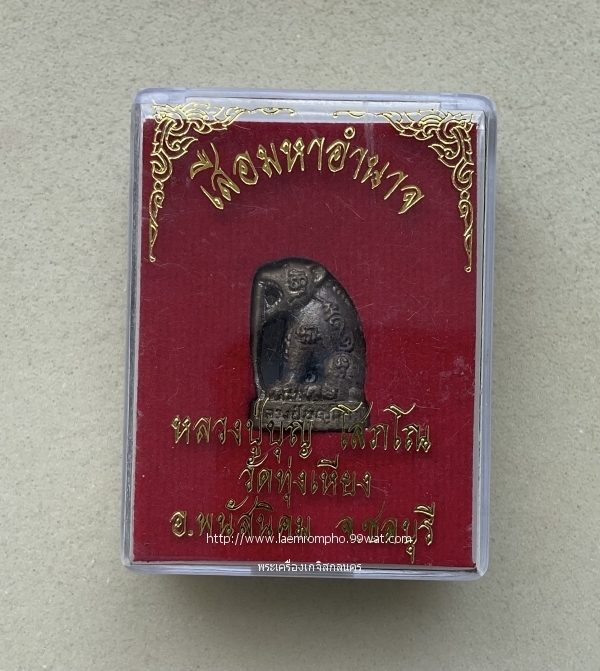 เสือมหาอำนาจ
หลวงปู่บุญ โสภโณ
วัดทุ่งเหียง
อ.พนัสนิคม จ.ชลบุรี
http://www.laemrompho.99wat.com
พระเครื่องเกจิสกลนคร